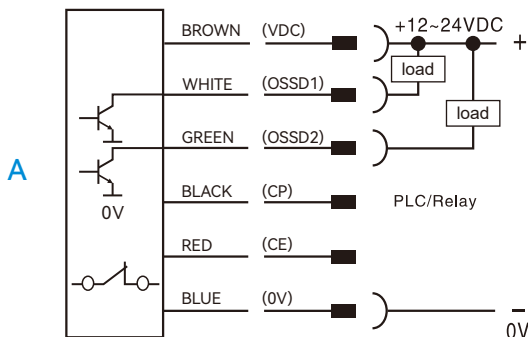 +12~24VDC
BROWN (VDC) +
load
WHITE (OSSD1)
load
GREEN (OSSD2)
A
0V
BLACK (CP) PLC/Relay
RED (CE)
BLUE (0V) −
0V